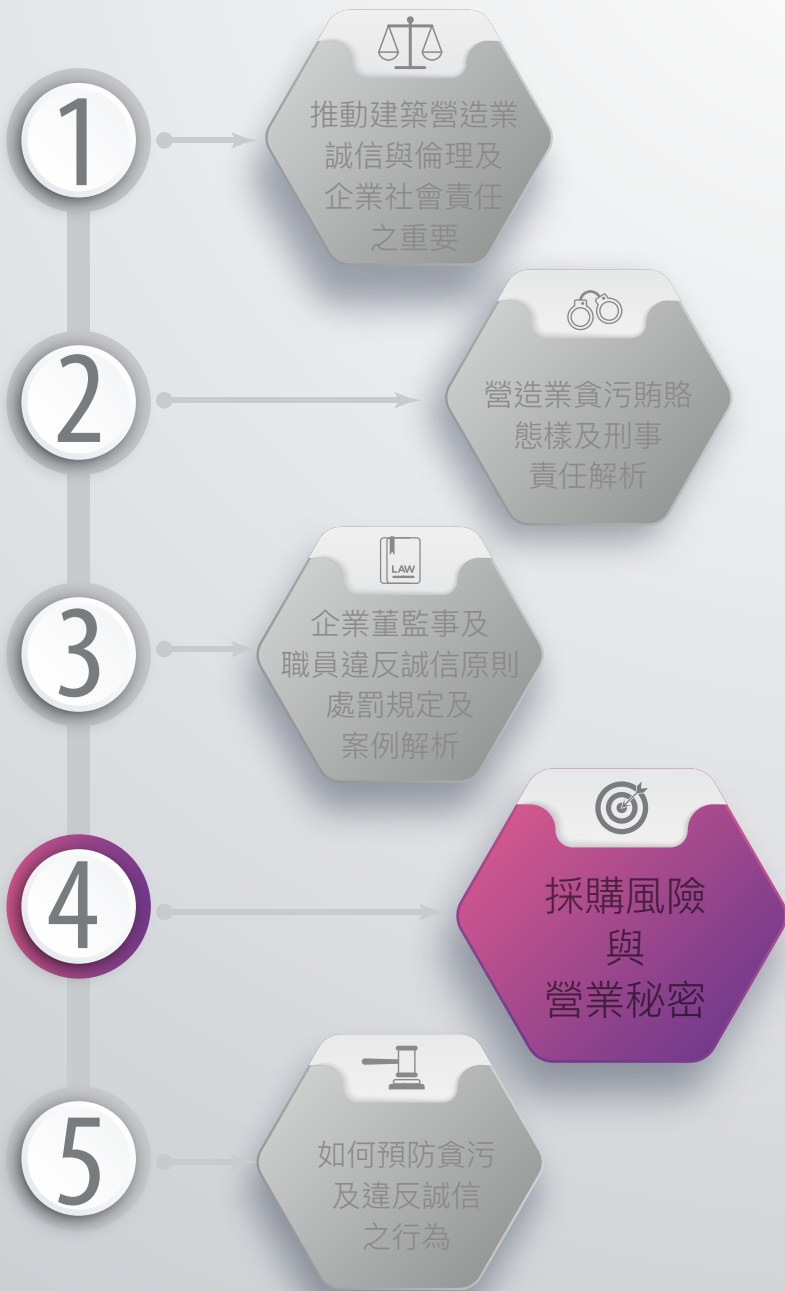 1
推動建築營造業
誠信與倫理及
企業社會責任
之重要
2
營造業貪污賄賂
態樣及刑事
責任解析
3
LAW
企業董監事及
職員違反誠信原則
處罰規定及
案例解析
4
採購風險
與
營業秘密
5
如何預防貪污
及違反誠信
之行為